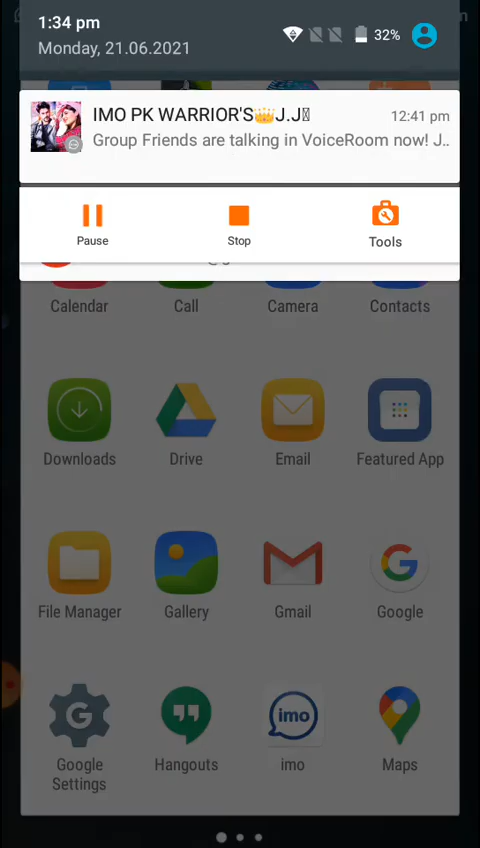 1:34 pm
Monday, 21.06.2021
32%
IMO PK WARRIOR'S👑J.J
12:41 pm
Group Friends are talking in VoiceRoom now! J..
Pause
Stop
Tools
Calendar
Call
Camera
Contacts
Downloads
Drive
Email
Featured App
File Manager
Gallery
Gmail
Google
imo
Google Settings
Hangouts
imo
Maps